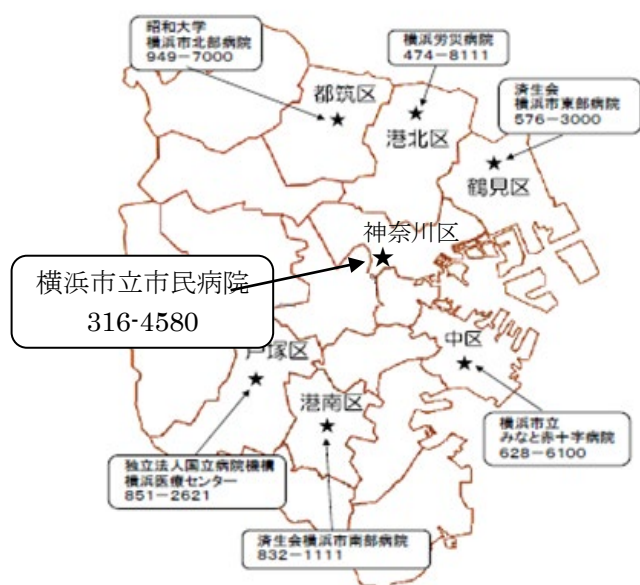 昭和大学
横浜市北部病院
949-7000
横浜労災病院
474-8111
済生会
横浜市東部病院
576-3000
都筑区
港北区
鶴見区
神奈川区
横浜市立市民病院
316-4580
戸塚区
港南区
中区
横浜市立
みなと赤十字病院
628-6100
独立法人国立病院機構
横浜医療センター
851-2621
済生会横浜市南部病院
832-1111